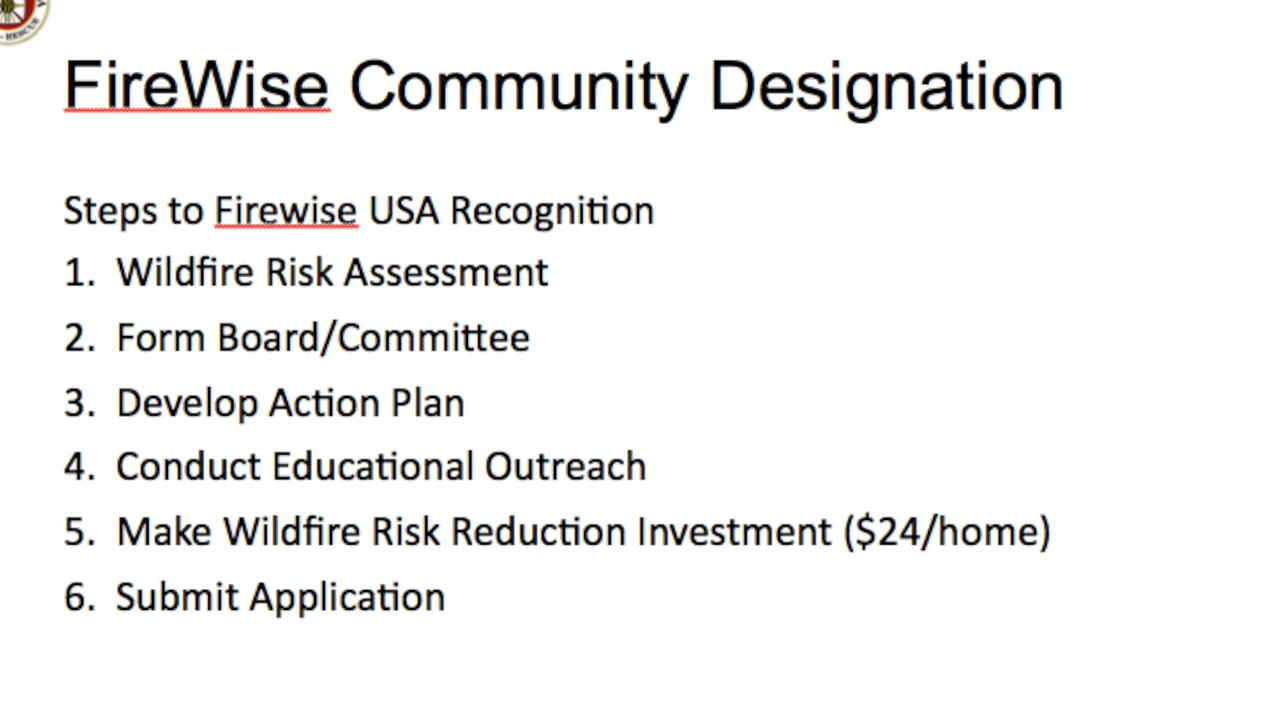 RESCUE
FireWise Community Designation
Steps to Firewise USA Recognition
1. Wildfire Risk Assessment
2. Form Board/Committee
3. Develop Action Plan
4. Conduct Educational Outreach
5. Make Wildfire Risk Reduction Investment ($24/home)
6. Submit Application